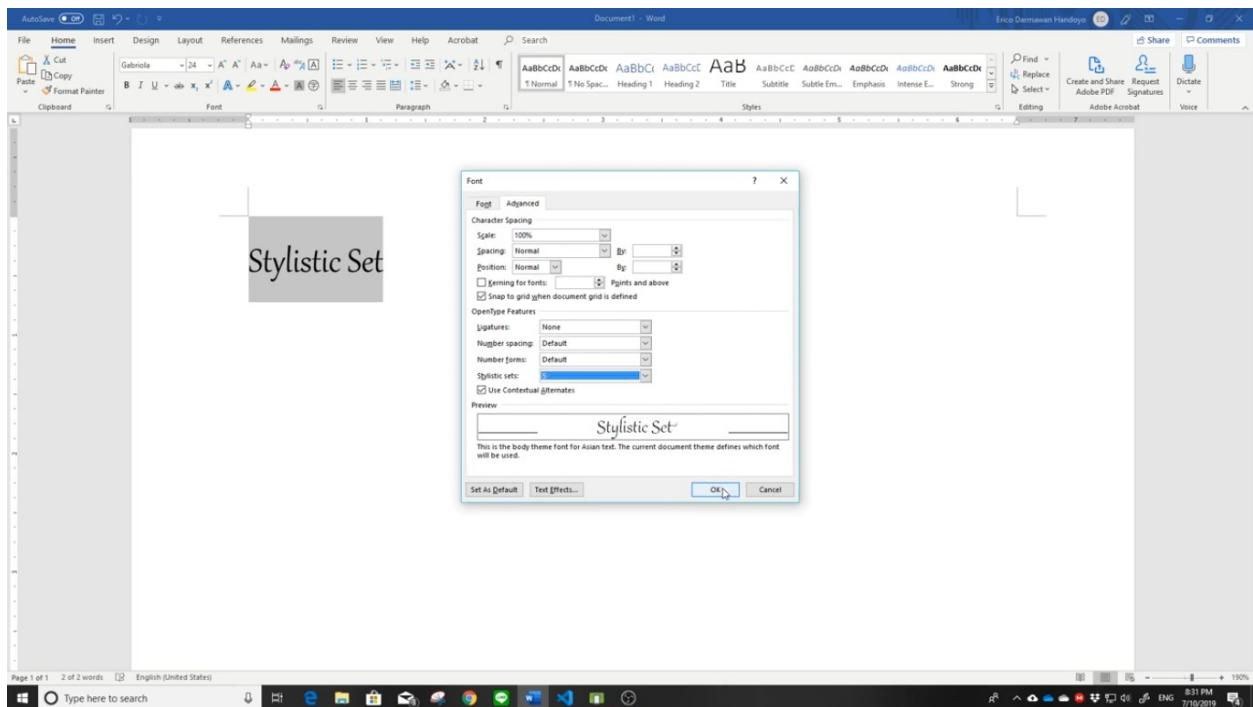 AutoSave Off
Document1 - Word
Erico Darmawan Handoyo ED
File Home Insert Design Layout References Mailings Review View Help Acrobat Search
Share Comments
Paste
Cut
Copy
Format Painter
Clipboard
Gabriola 24
Font
Paragraph
AaBbCcDc AaBbCcDc AaBbCc AaBbCcC AaB AaBbCcC AaBbCcDc AaBbCcDc AaBbCcDc AaBbCcDc
¶ Normal ¶ No Spac... Heading 1 Heading 2 Title Subtitle Subtle Em... Emphasis Intense E... Strong
Styles
Find
Replace
Select
Editing
Create and Share Adobe PDF
Request Signatures
Adobe Acrobat
Dictate
Voice
Stylistic Set
Font ?
Font Advanced
Character Spacing
Scale: 100%
Spacing: Normal By:
Position: Normal By:
Kerning for fonts: Points and above
Snap to grid when document grid is defined
OpenType Features
Ligatures: None
Number spacing: Default
Number forms: Default
Stylistic sets: 5
Use Contextual Alternates
Preview
Stylistic Set
This is the body theme font for Asian text. The current document theme defines which font
will be used.
Set As Default Text Effects... OK Cancel
Page 1 of 1 2 of 2 words English (United States)
190%
Type here to search
ENG
8:31 PM
7/10/2019